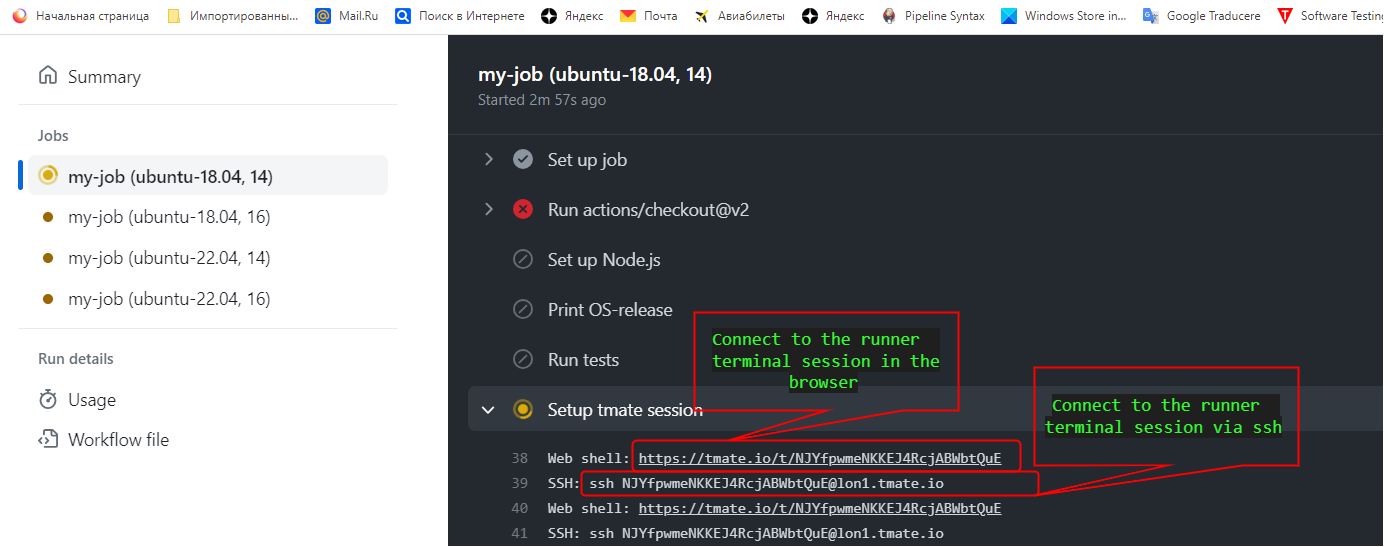 Начальная страница Импортированны... Mail.Ru Поиск в Интернете Яндекс Почта Авиабилеты Яндекс Pipeline Syntax Windows Store in... Google Traducere Software Testing
Summary
Jobs
my-job (ubuntu-18.04, 14)
my-job (ubuntu-18.04, 16)
my-job (ubuntu-22.04, 14)
my-job (ubuntu-22.04, 16)
Run details
Usage
Workflow file
my-job (ubuntu-18.04, 14)
Started 2m 57s ago
Set up job
Run actions/checkout@v2
Set up Node.js
Print OS-release
Run tests
Setup tmate session
Connect to the runner
terminal session in the
browser
Connect to the runner
terminal session via ssh
38 Web shell: https://tmate.io/t/NJYfpwmeNKKEJ4RcjABWbtQuE
39 SSH: ssh NJYfpwmeNKKEJ4RcjABWbtQuE@lon1.tmate.io
40 Web shell: https://tmate.io/t/NJYfpwmeNKKEJ4RcjABWbtQuE
41 SSH: ssh NJYfpwmeNKKEJ4RcjABWbtQuE@lon1.tmate.io